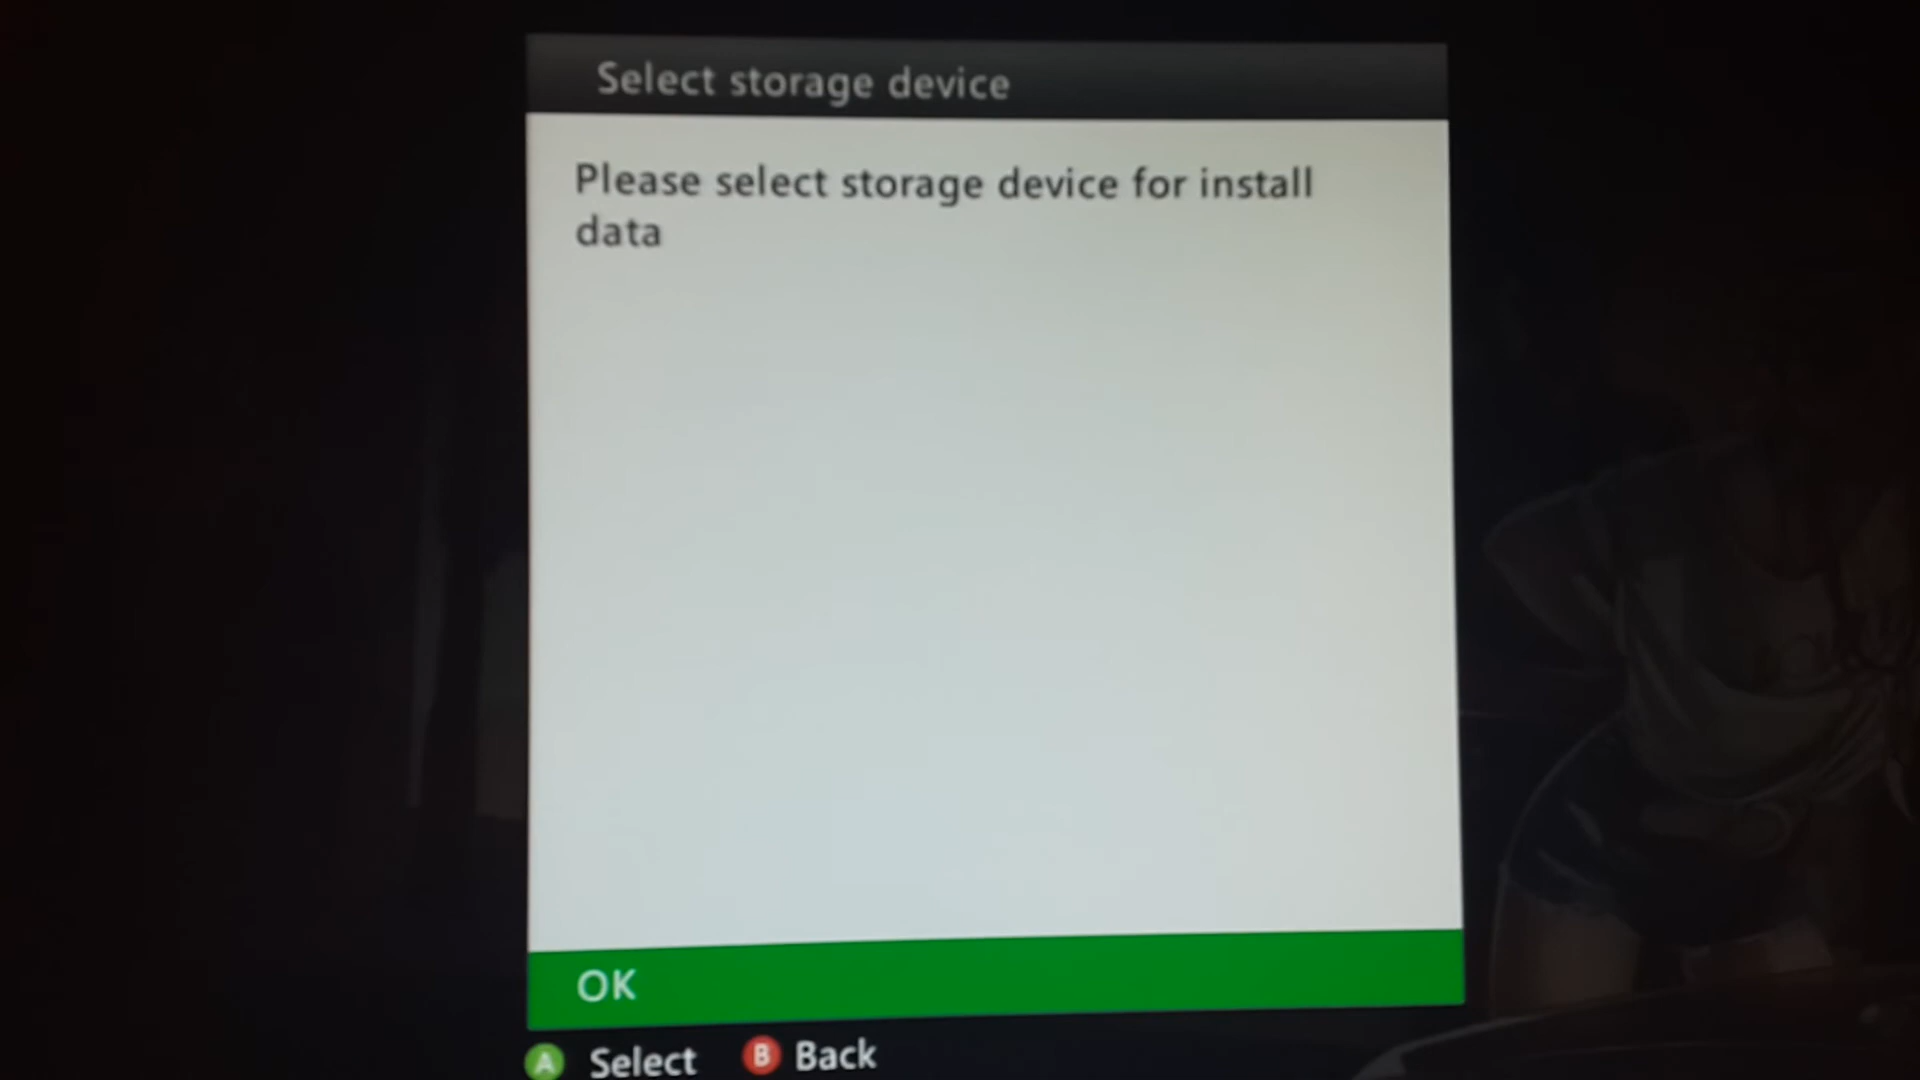 Select storage device
Please select storage device for install
data
OK
A Select B Back